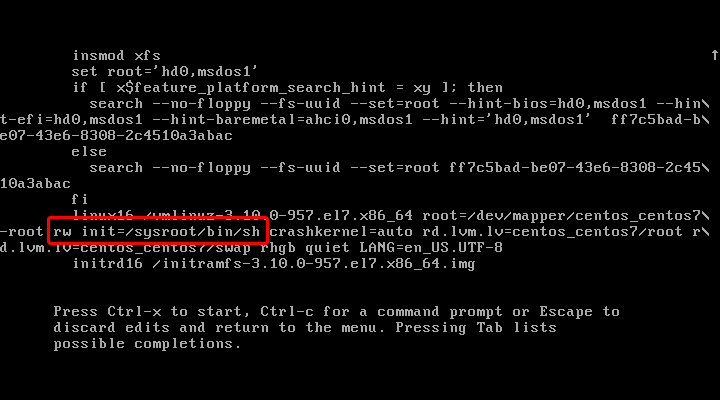 insmod xfs
set root='hd0,msdos1'
if [ x$feature_platform_search_hint = xy ]; then
search --no-floppy --fs-uuid --set=root --hint-bios=hd0,msdos1 --hin\
t-efi=hd0,msdos1 --hint-baremetal=ahci0,msdos1 --hint='hd0,msdos1'  ff7c5bad-b\
e07-43e6-8308-2c4510a3abac
else
search --no-floppy --fs-uuid --set=root ff7c5bad-be07-43e6-8308-2c45\
10a3abac
fi
linux16 /vmlinuz-3.10.0-957.el7.x86_64 root=/dev/mapper/centos_centos7\
-root rw init=/sysroot/bin/sh crashkernel=auto rd.lvm.lv=centos_centos7/root r\
d.lvm.lv=centos_centos7/swap rhgb quiet LANG=en_US.UTF-8
initrd16 /initramfs-3.10.0-957.el7.x86_64.img
Press Ctrl-x to start, Ctrl-c for a command prompt or Escape to
discard edits and return to the menu. Pressing Tab lists
possible completions.